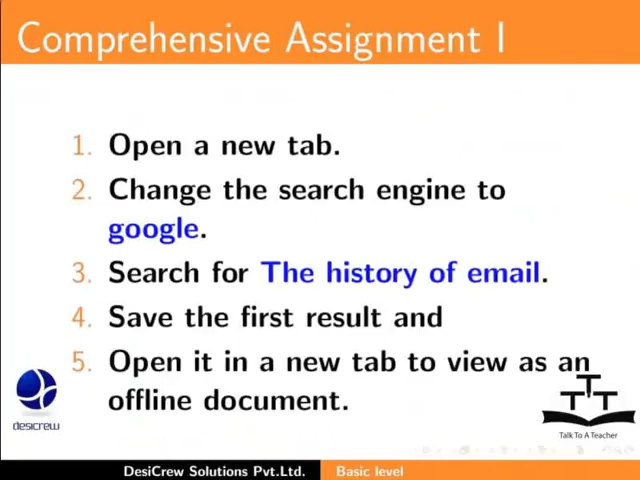 Comprehensive Assignment I
1. Open a new tab.
2. Change the search engine to
google.
3. Search for The history of email.
4. Save the first result and
5. Open it in a new tab to view as an
offline document.
desicrew
TTT
Talk To A Teacher
DesiCrew Solutions Pvt.Ltd. Basic level